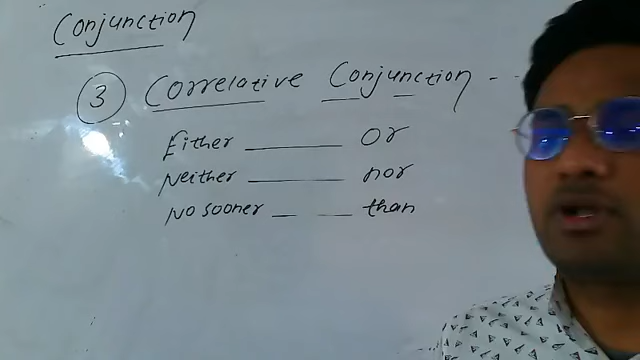 Conjunction
3 Correlative Conjunction - -
Either ______ Or
Neither ______ nor
No sooner __ __ than